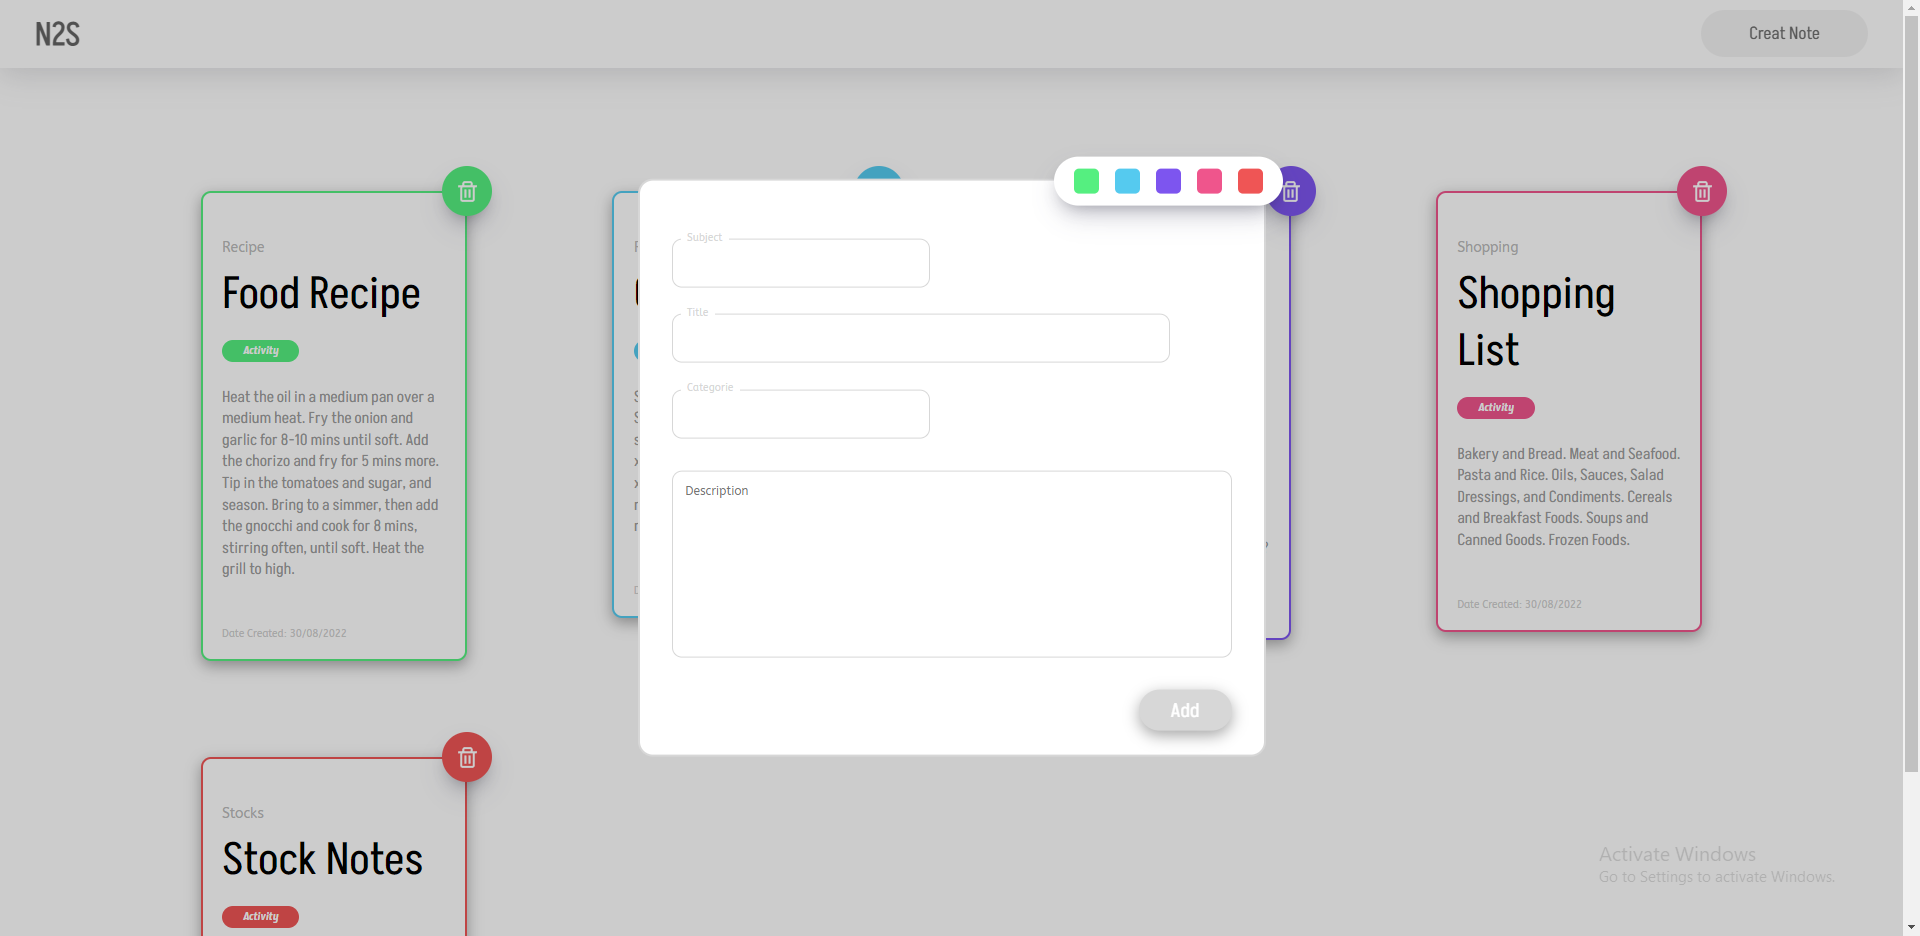 N2S
Creat Note
Recipe
Food Recipe
Activity
Heat the oil in a medium pan over a
medium heat. Fry the onion and
garlic for 8-10 mins until soft. Add
the chorizo and fry for 5 mins more.
Tip in the tomatoes and sugar, and
season. Bring to a simmer, then add
the gnocchi and cook for 8 mins,
stirring often, until soft. Heat the
grill to high.
Date Created: 30/08/2022
Subject
Title
Categorie
Description
Add
Shopping
Shopping
List
Activity
Bakery and Bread. Meat and Seafood.
Pasta and Rice. Oils, Sauces, Salad
Dressings, and Condiments. Cereals
and Breakfast Foods. Soups and
Canned Goods. Frozen Foods.
Date Created: 30/08/2022
Stocks
Stock Notes
Activity
Activate Windows
Go to Settings to activate Windows.